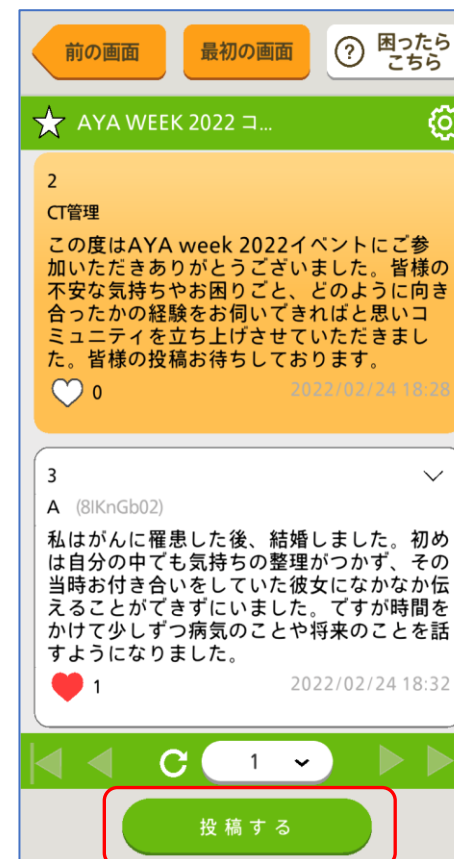 前の画面
最初の画面
? 困ったら
こちら
AYA WEEK 2022 コ...
2
CT管理
この度はAYA week 2022イベントにご参
加いただきありがとうございました。皆様の
不安な気持ちやお困りごと、どのように向き
合ったかの経験をお伺いできればと思いコ
ミュニティを立ち上げさせていただきまし
た。皆様の投稿お待ちしております。
0 2022/02/24 18:28
3
A (8IKnGb02)
私はがんに罹患した後、結婚しました。初め
は自分の中でも気持ちの整理がつかず、その
当時お付き合いをしていた彼女になかなか伝
えることができずにいました。ですが時間を
かけて少しずつ病気のことや将来のことを話
すようになりました。
1 2022/02/24 18:32
1
投稿する